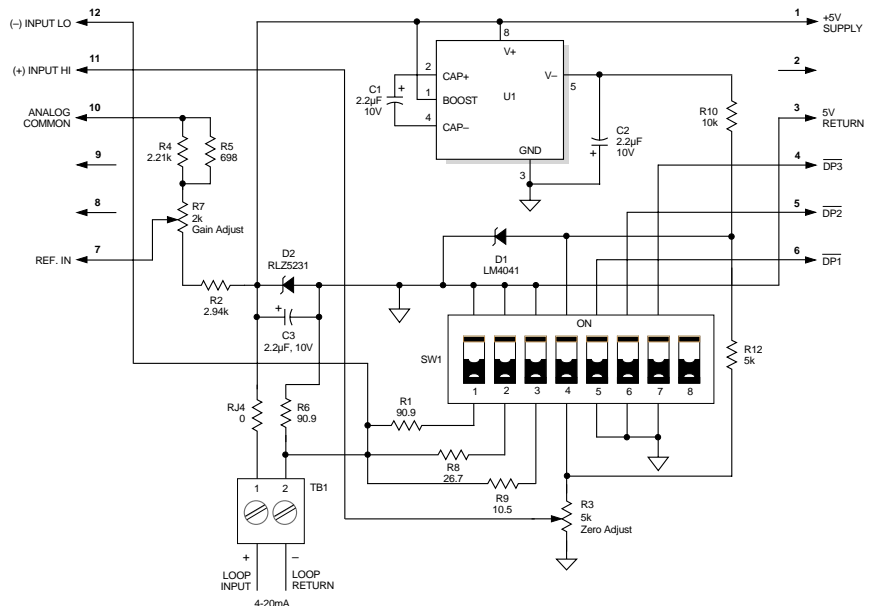 12
(–) INPUT LO
11
(+) INPUT HI
10
ANALOG
COMMON
9
8
7
REF. IN
1
+5V
SUPPLY
2
3
5V
RETURN
4
DP3
5
DP2
6
DP1
8
V+
2
CAP+
1
BOOST
4
CAP–
U1
V–
5
GND
3
C1
2.2µF
10V
+
C2
2.2µF
10V
+
R10
10k
R4
2.21k
R5
698
R7
2k
Gain Adjust
D2
RLZ5231
D1
LM4041
R2
2.94k
+
C3
2.2µF, 10V
ON
SW1
1 2 3 4 5 6 7 8
R12
5k
RJ4
0
R6
90.9
R1
90.9
R8
26.7
R9
10.5
R3
5k
Zero Adjust
1 2
TB1
+
–
LOOP
INPUT
LOOP
RETURN
4-20mA